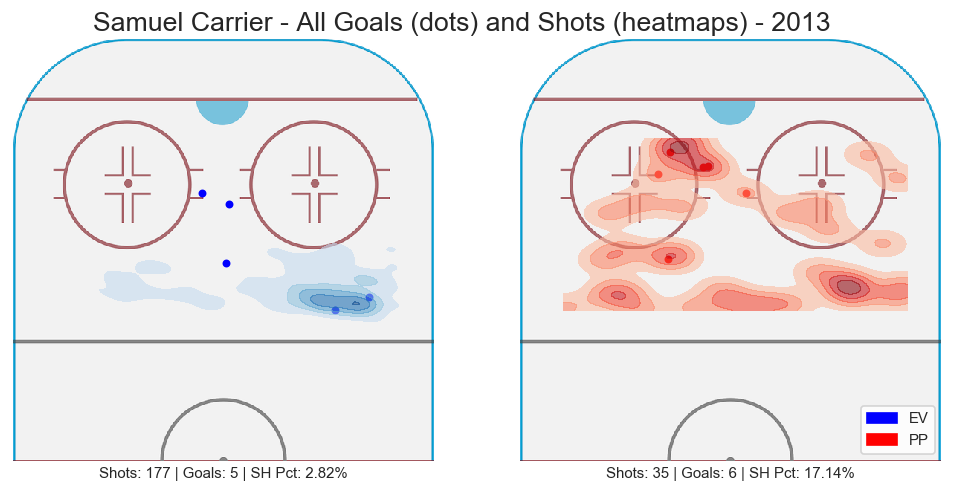 Samuel Carrier - All Goals (dots) and Shots (heatmaps) - 2013
EV
PP
Shots: 177 | Goals: 5 | SH Pct: 2.82%
Shots: 35 | Goals: 6 | SH Pct: 17.14%